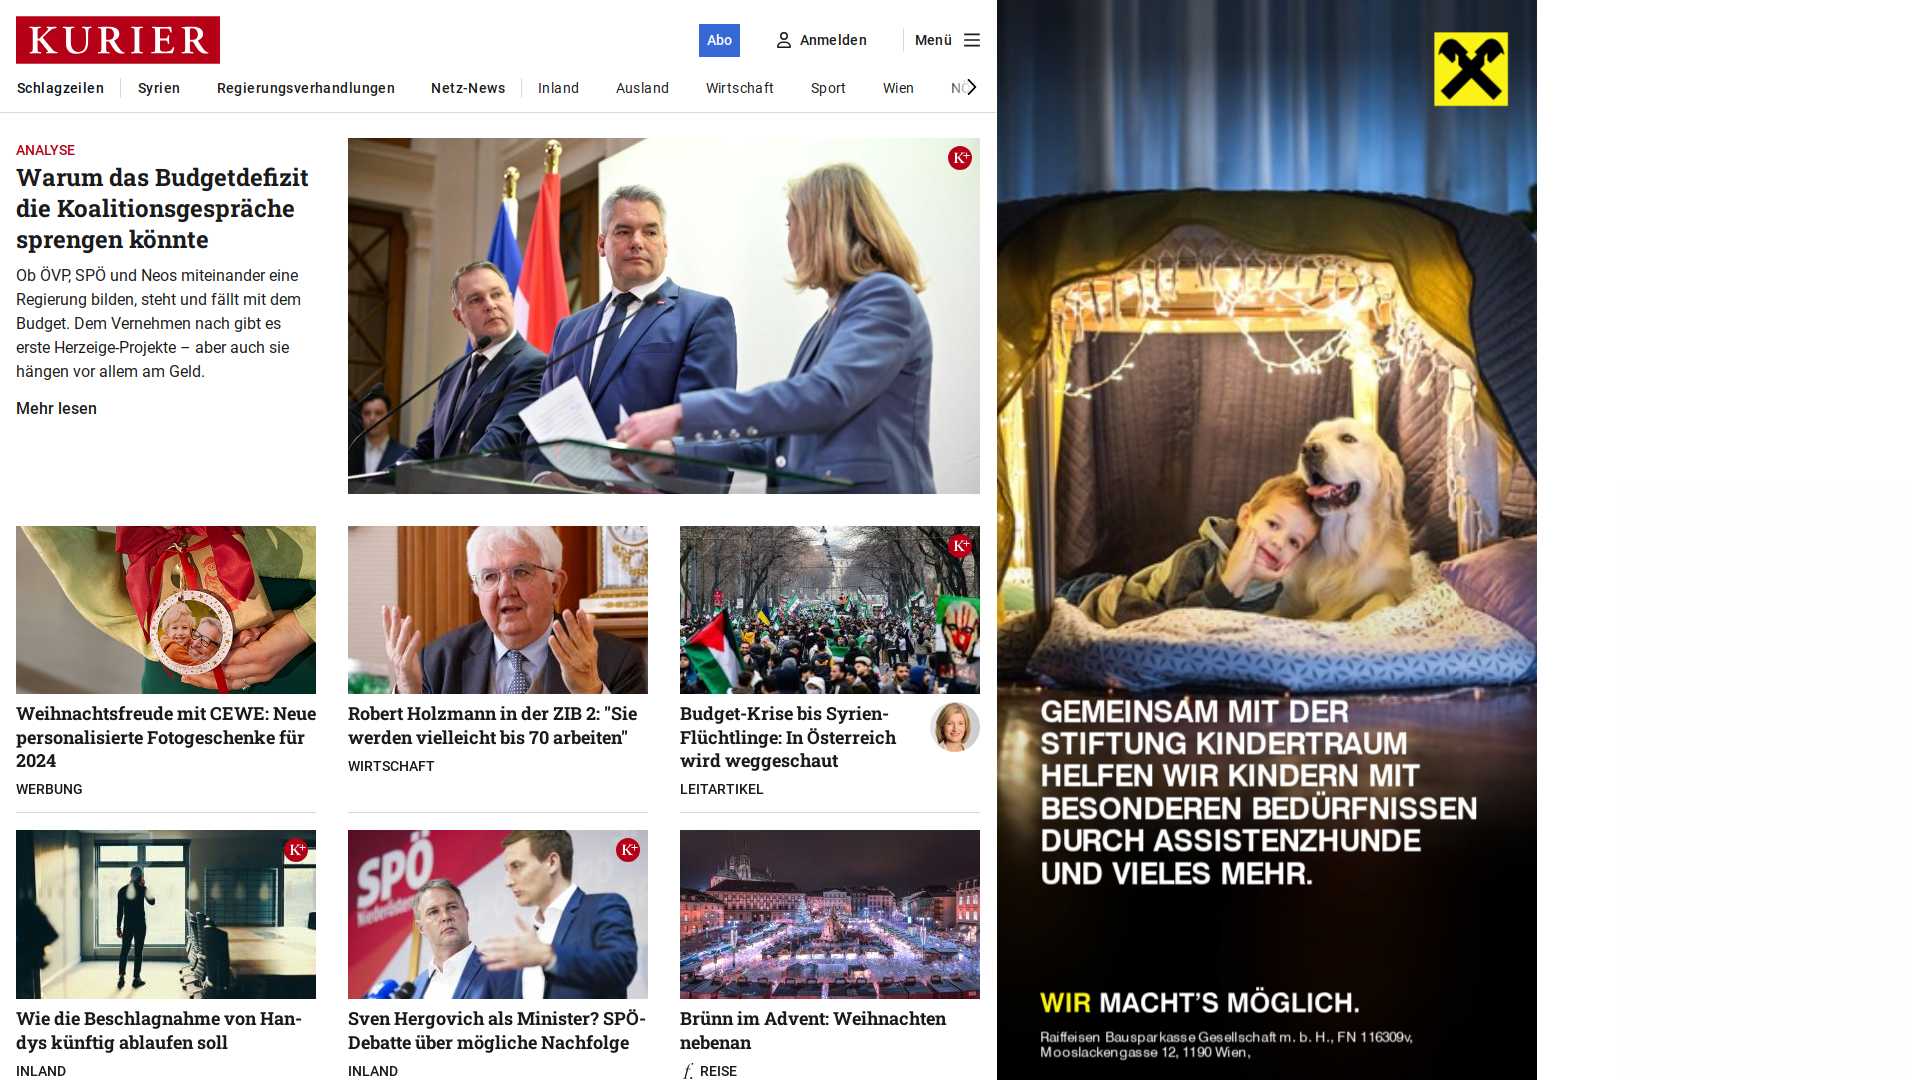 KURIER
Abo
Anmelden
Menü
Schlagzeilen
Syrien
Regierungsverhandlungen
Netz-News
Inland
Ausland
Wirtschaft
Sport
Wien
NÖ
ANALYSE
Warum das Budgetdefizit
die Koalitionsgespräche
sprengen könnte
Ob ÖVP, SPÖ und Neos miteinander eine
Regierung bilden, steht und fällt mit dem
Budget. Dem Vernehmen nach gibt es
erste Herzeige-Projekte – aber auch sie
hängen vor allem am Geld.
Mehr lesen
K+
Weihnachtsfreude mit CEWE: Neue
personalisierte Fotogeschenke für
2024
WERBUNG
Robert Holzmann in der ZIB 2: "Sie
werden vielleicht bis 70 arbeiten"
WIRTSCHAFT
K+
Budget-Krise bis Syrien-
Flüchtlinge: In Österreich
wird weggeschaut
LEITARTIKEL
K+
Wie die Beschlagnahme von Han-
dys künftig ablaufen soll
INLAND
SPÖ
Niederösterreich
K+
Sven Hergovich als Minister? SPÖ-
Debatte über mögliche Nachfolge
INLAND
Brünn im Advent: Weihnachten
nebenan
f. REISE
GEMEINSAM MIT DER
STIFTUNG KINDERTRAUM
HELFEN WIR KINDERN MIT
BESONDEREN BEDÜRFNISSEN
DURCH ASSISTENZHUNDE
UND VIELES MEHR.
WIR MACHT'S MÖGLICH.
Raiffeisen Bausparkasse Gesellschaft m. b. H., FN 116309v,
Mooslackengasse 12, 1190 Wien,